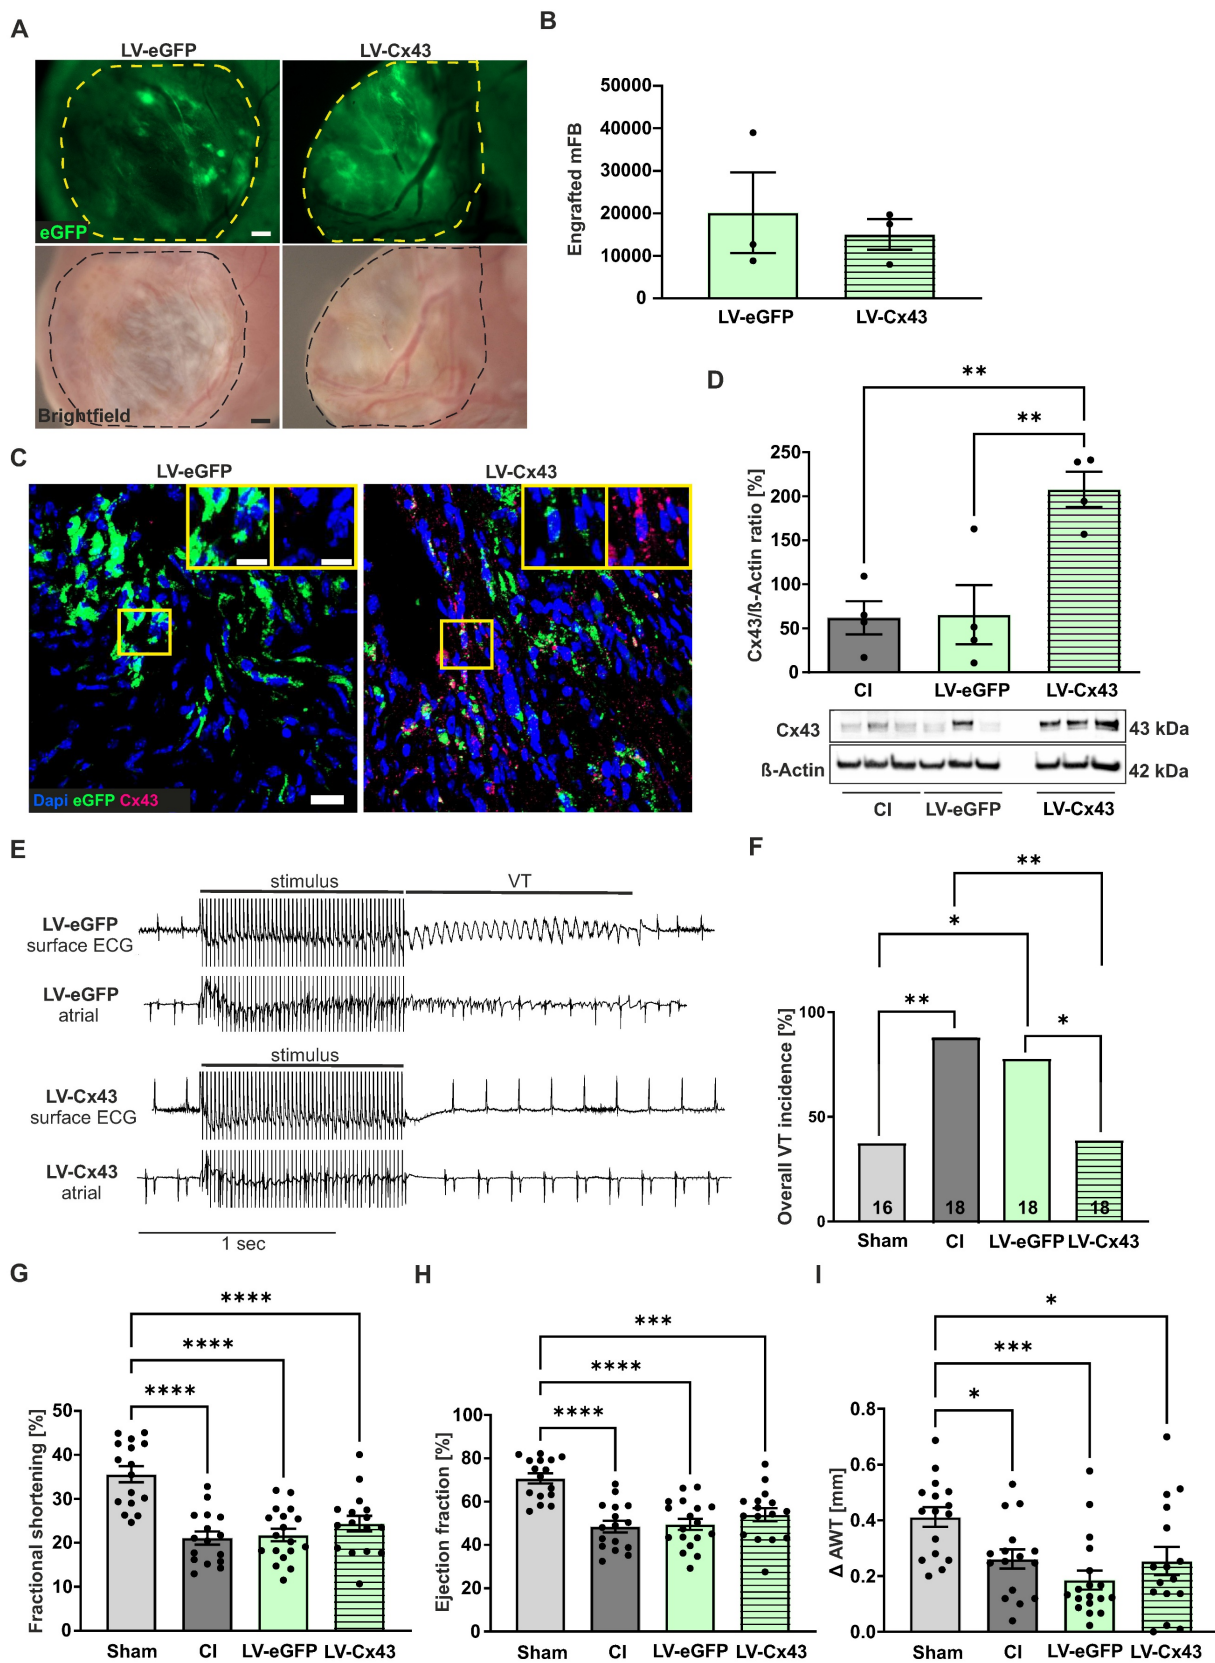 A
LV-eGFP
LV-Cx43
eGFP
Brightfield
B
Engrafted mFB
50000
40000
30000
20000
10000
0
LV-eGFP
LV-Cx43
C
LV-eGFP
LV-Cx43
Dapi eGFP Cx43
D
**
**
Cx43/ß-Actin ratio [%]
250
200
150
100
50
0
CI
LV-eGFP
LV-Cx43
Cx43
43 kDa
ß-Actin
42 kDa
CI
LV-eGFP
LV-Cx43
E
stimulus
VT
LV-eGFP
surface ECG
LV-eGFP
atrial
stimulus
LV-Cx43
surface ECG
LV-Cx43
atrial
1 sec
F
**
*
**
*
Overall VT incidence [%]
100
50
0
16
18
18
18
Sham
CI
LV-eGFP
LV-Cx43
G
****
****
****
Fractional shortening [%]
50
40
30
20
10
0
Sham
CI
LV-eGFP
LV-Cx43
H
***
****
****
Ejection fraction [%]
100
80
60
40
20
0
Sham
CI
LV-eGFP
LV-Cx43
I
*
***
*
Δ AWT [mm]
0.8
0.6
0.4
0.2
0.0
Sham
CI
LV-eGFP
LV-Cx43